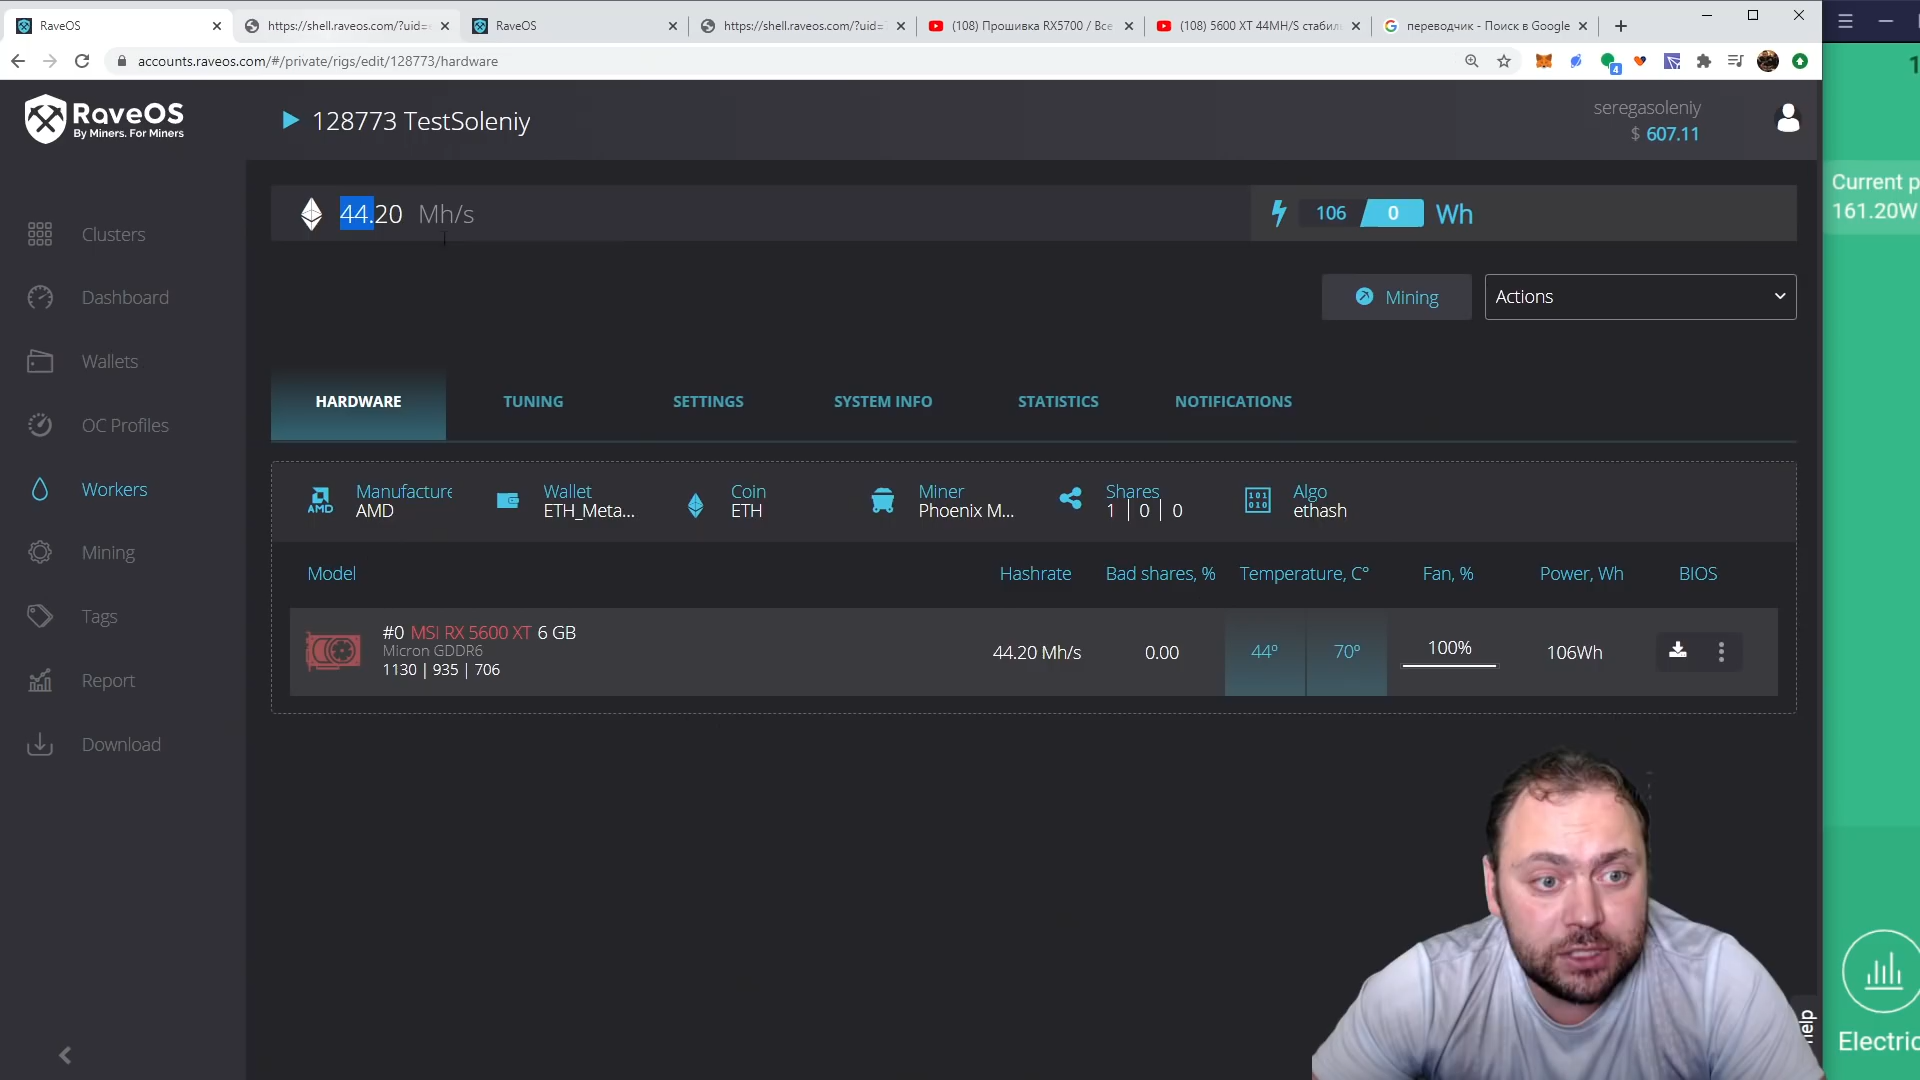 RaveOS
https://shell.raveos.com/?uid=
RaveOS
https://shell.raveos.com/?uid=
(108) Прошивка RX5700 / Все
(108) 5600 XT 44MH/S стабил
переводчик - Поиск в Google
accounts.raveos.com/#/private/rigs/edit/128773/hardware
4
RaveOS
By Miners. For Miners
128773 TestSoleniy
seregasoleniy
$ 607.11
44.20 Mh/s
106 0 Wh
Current p
161.20W
Mining
Actions
Clusters
Dashboard
Wallets
OC Profiles
Workers
Mining
Tags
Report
Download
HARDWARE
TUNING
SETTINGS
SYSTEM INFO
STATISTICS
NOTIFICATIONS
AMD
Manufacture
AMD
Wallet
ETH_Meta...
Coin
ETH
Miner
Phoenix M...
Shares
1 | 0 | 0
101
010
Algo
ethash
Model Hashrate Bad shares, % Temperature, C° Fan, % Power, Wh BIOS
#0 MSI RX 5600 XT 6 GB
Micron GDDR6
1130 | 935 | 706
44.20 Mh/s 0.00 44° 70° 100% 106Wh
Electric